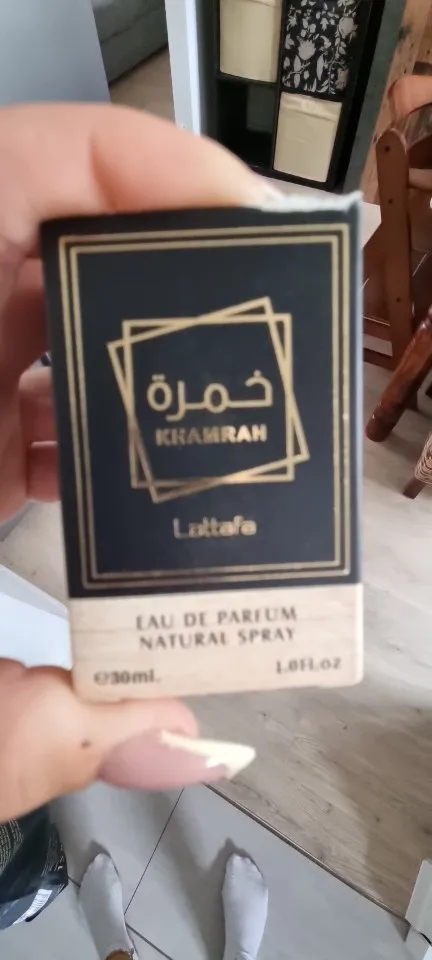 خمرة
KHAMRAH
Lattafa
EAU DE PARFUM
NATURAL SPRAY
℮30ml.
1.0Fl.oz